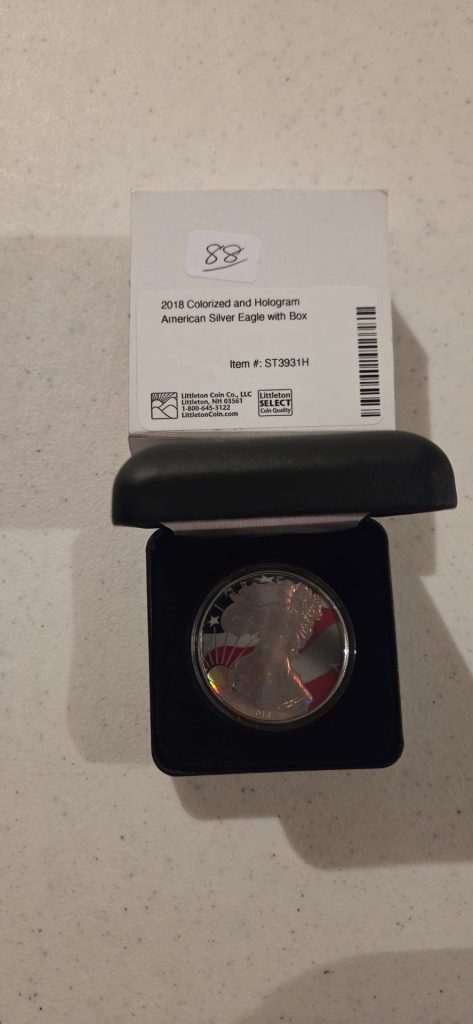 88
2018 Colorized and Hologram
American Silver Eagle with Box
Item #: ST3931H
Littleton Coin Co., LLC
Littleton, NH 03561
1-800-645-3122
LittletonCoin.com
Littleton
SELECT
Coin Quality
2018